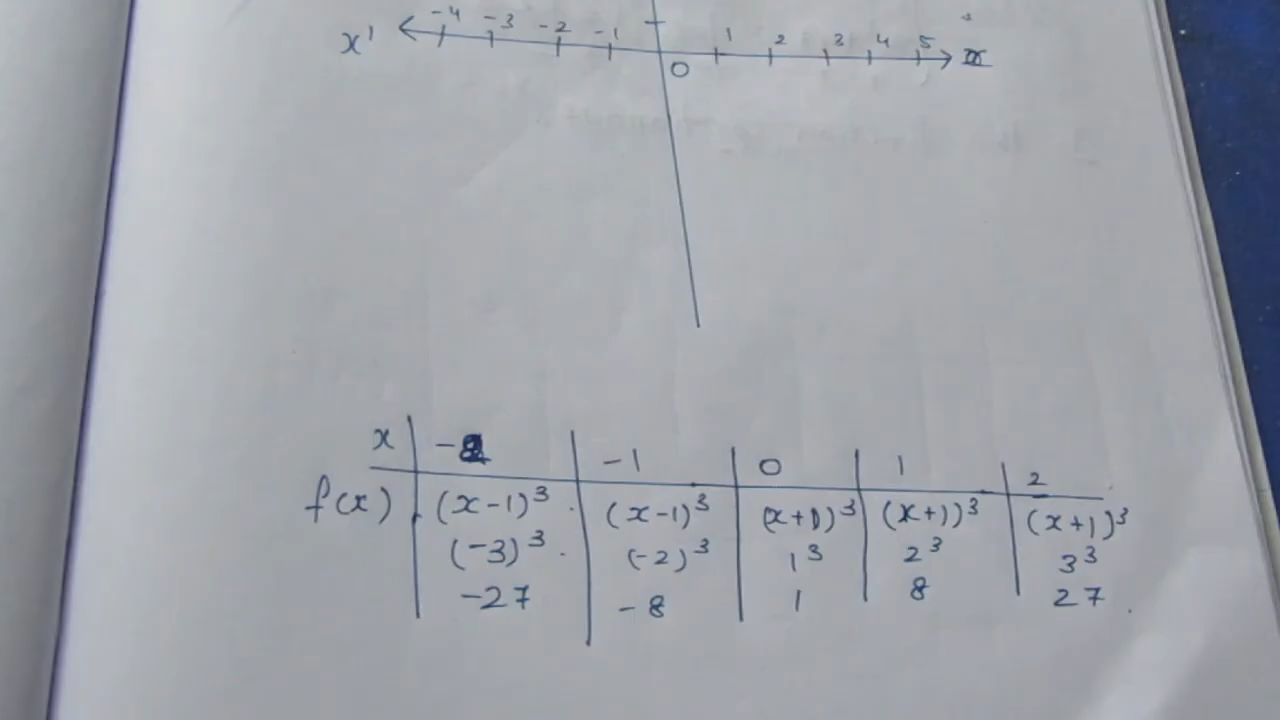 x' -4 -3 -2 -1 0 1 2 3 4 5
x -2 -1 0 1 2
f(x) (x-1)³ (x-1)³ (x+1)³ (x+1)³ (x+1)³
(-3)³ (-2)³ 1³ 2³ 3³
-27 -8 1 8 27